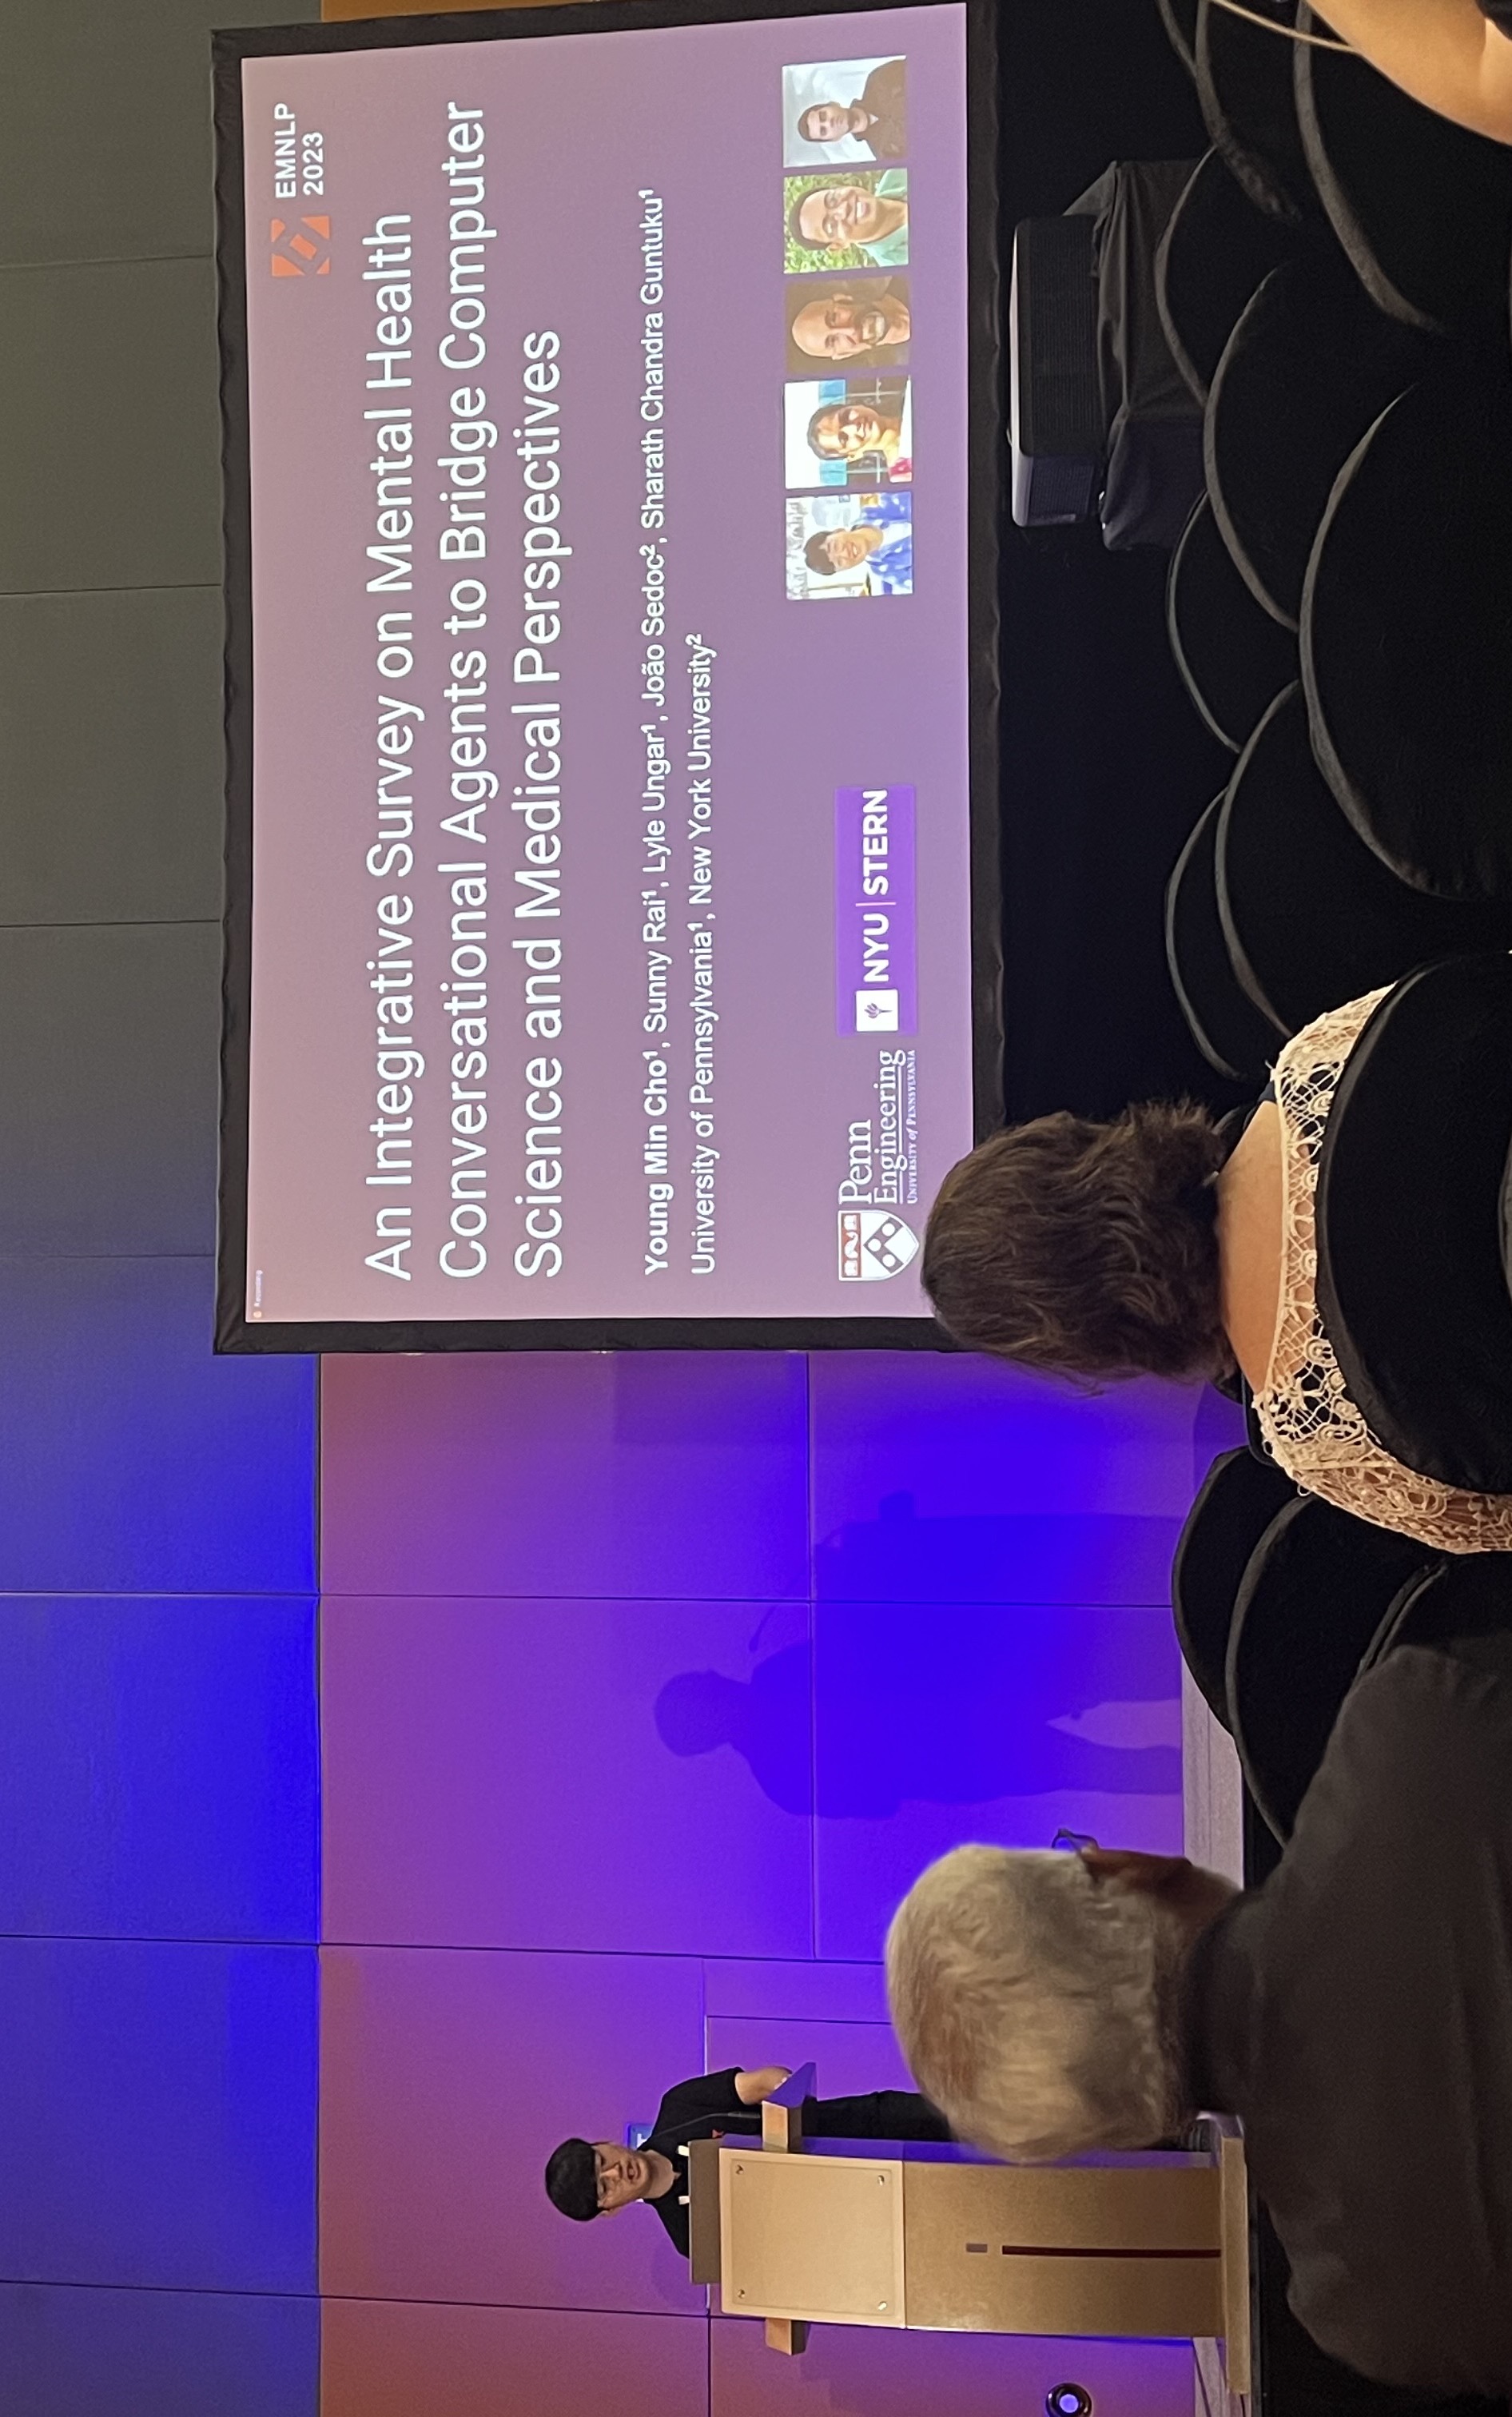 Recording
EMNLP
2023
An Integrative Survey on Mental Health
Conversational Agents to Bridge Computer
Science and Medical Perspectives
Young Min Cho¹, Sunny Rai¹, Lyle Ungar¹, João Sedoc², Sharath Chandra Guntuku¹
University of Pennsylvania¹, New York University²
Penn
Engineering
UNIVERSITY of PENNSYLVANIA
NYU | STERN